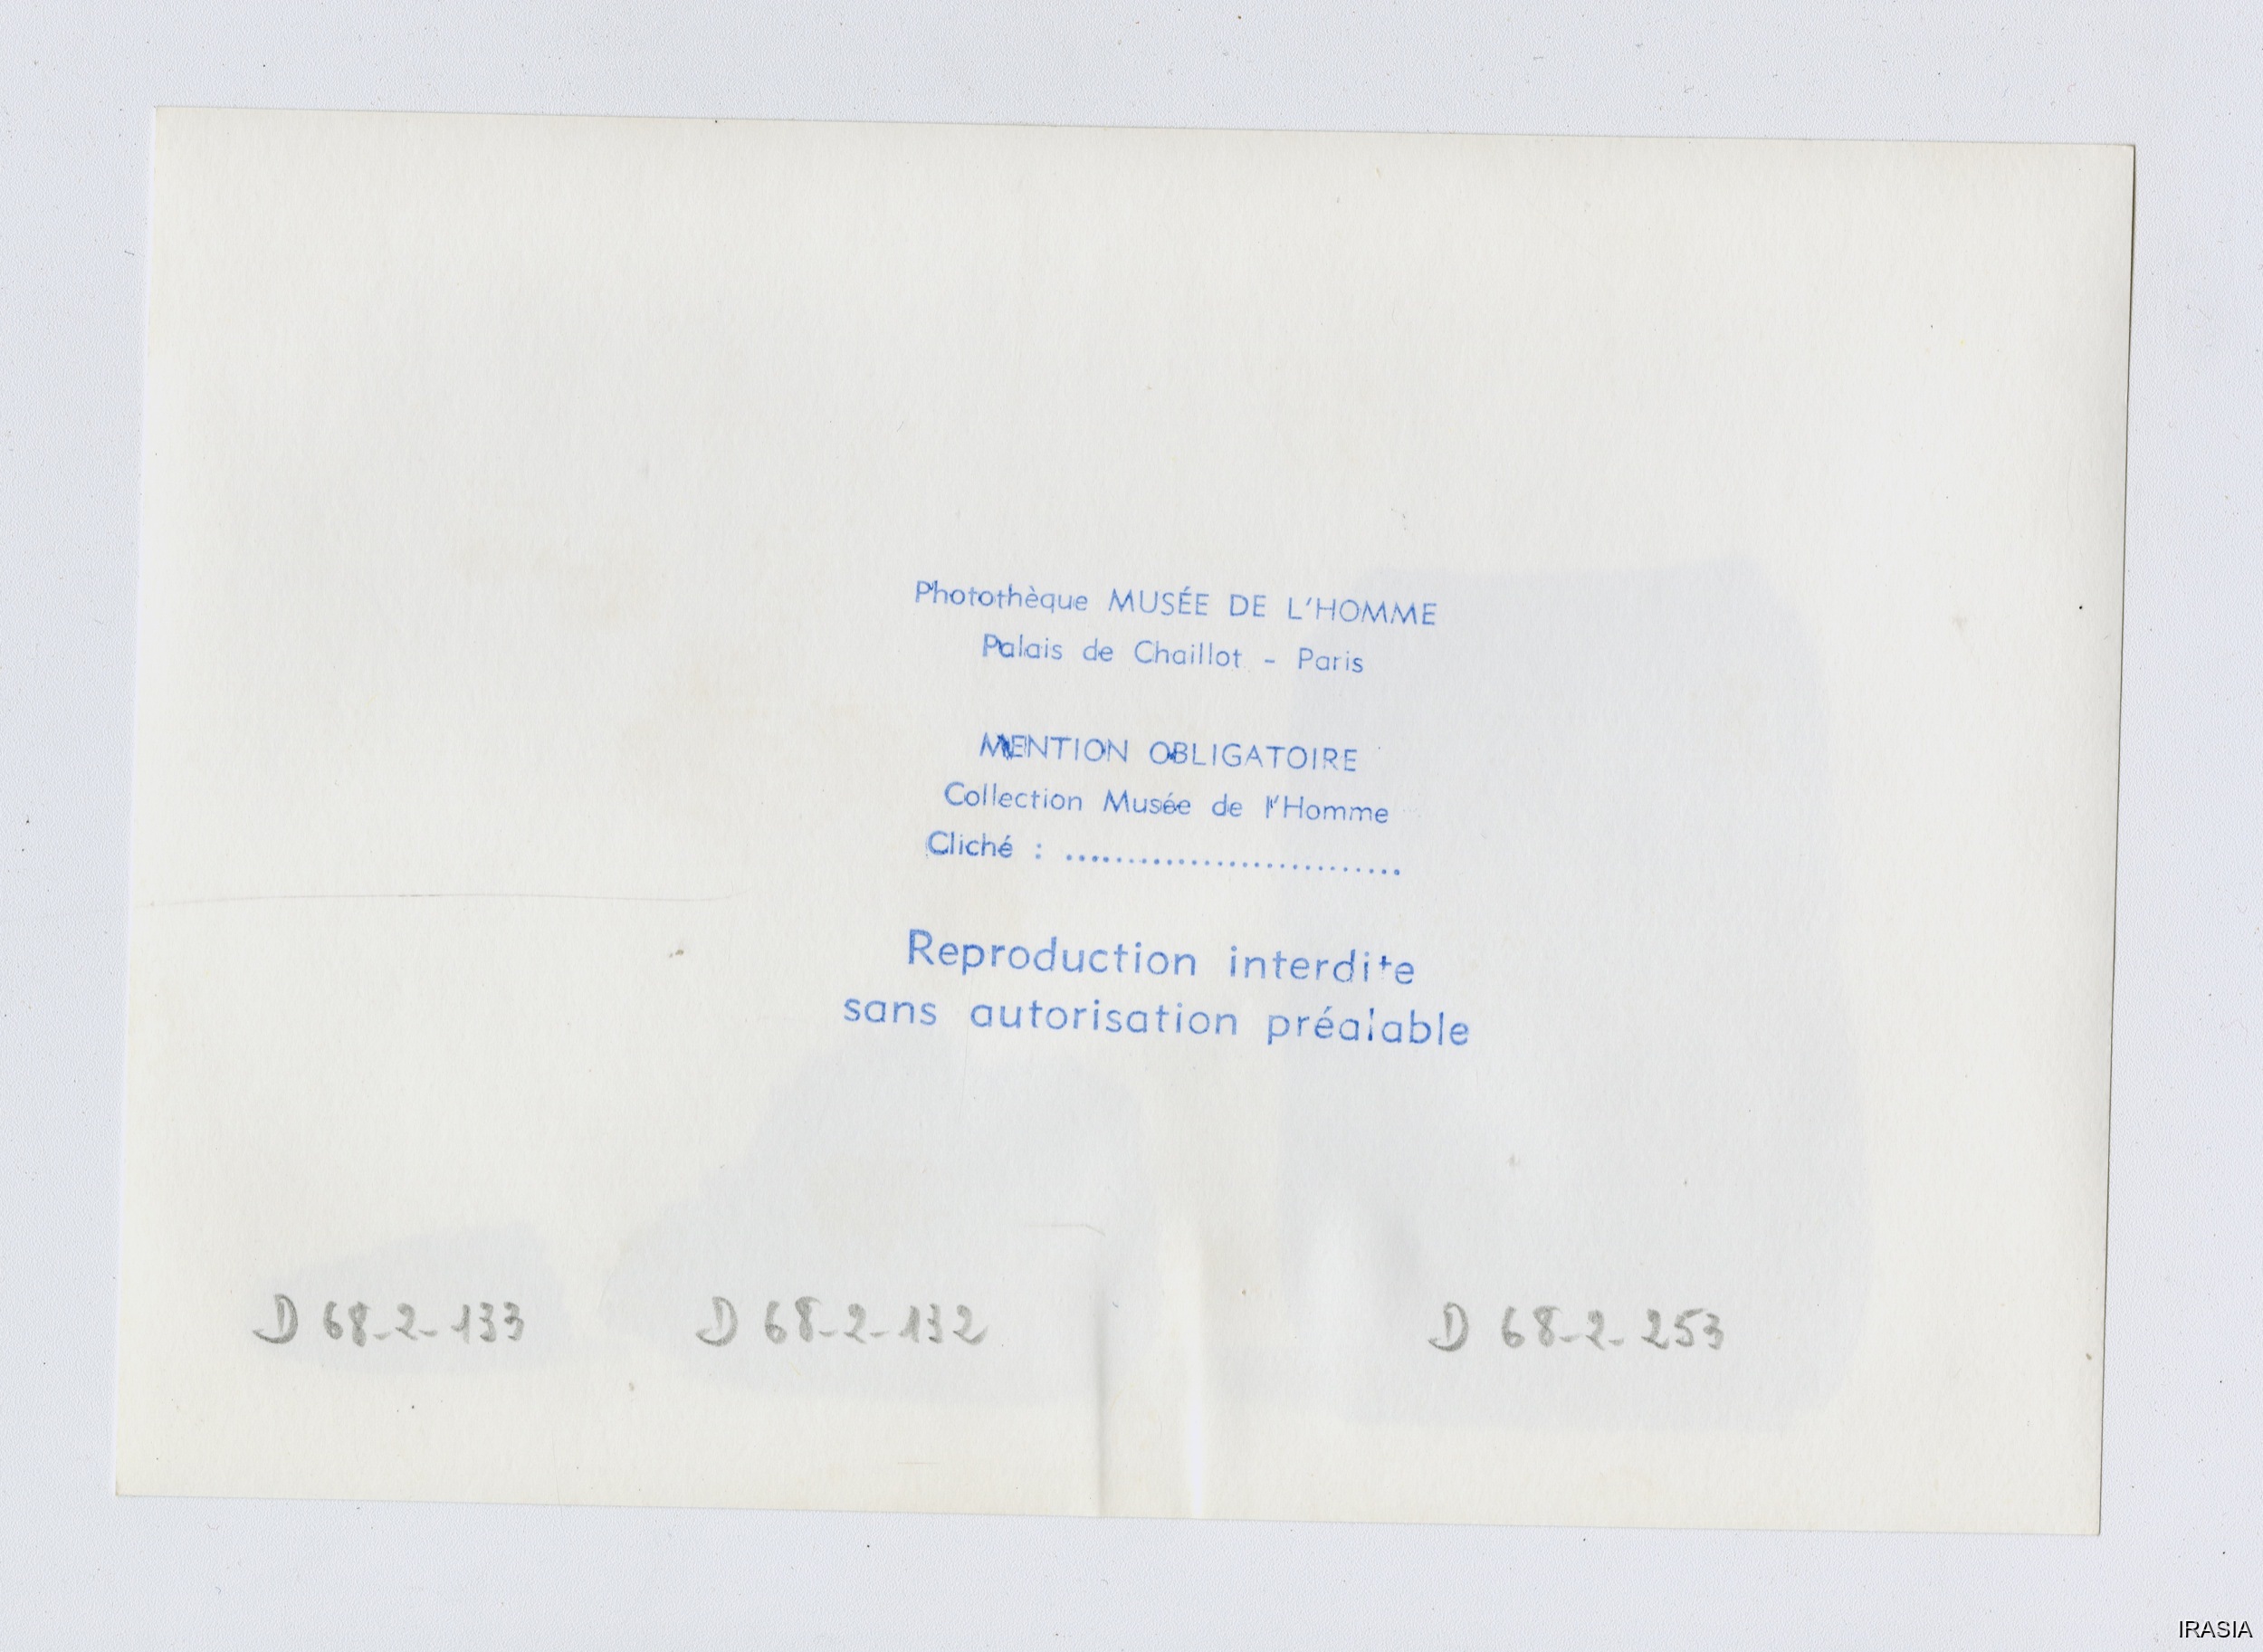 Photothèque MUSÉE DE L'HOMME
Palais de Chaillot - Paris
MENTION OBLIGATOIRE
Collection Musée de l'Homme
Cliché : ...........................
Reproduction interdite
sans autorisation préalable
D 68-2-133 D 68-2-132 D 68-2-253
IRASIA